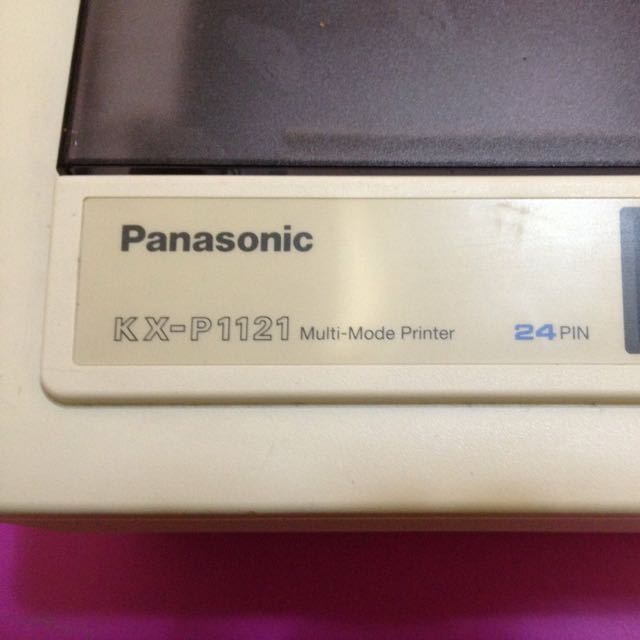 Panasonic
KX-P1121 Multi-Mode Printer 24 PIN